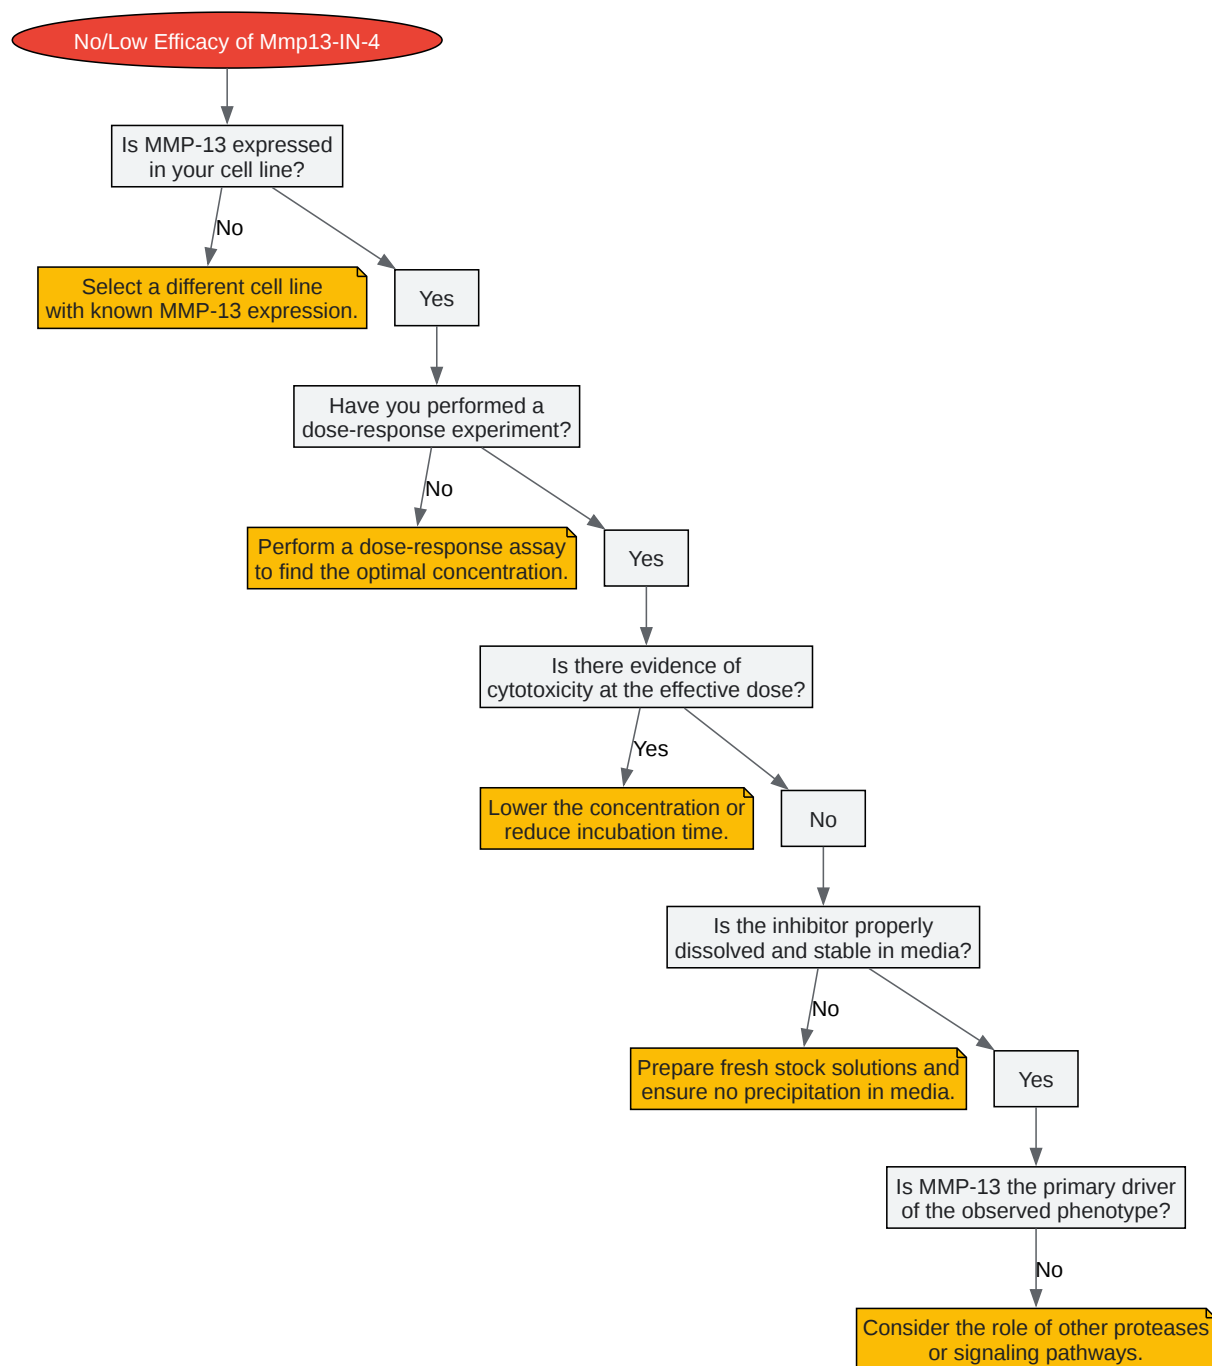 No/Low Efficacy of Mmp13-IN-4
Is MMP-13 expressed
in your cell line?
No
Select a different cell line
with known MMP-13 expression.
Yes
Have you performed a
dose-response experiment?
No
Perform a dose-response assay
to find the optimal concentration.
Yes
Is there evidence of
cytotoxicity at the effective dose?
Yes
Lower the concentration or
reduce incubation time.
No
Is the inhibitor properly
dissolved and stable in media?
No
Prepare fresh stock solutions and
ensure no precipitation in media.
Yes
Is MMP-13 the primary driver
of the observed phenotype?
No
Consider the role of other proteases
or signaling pathways.